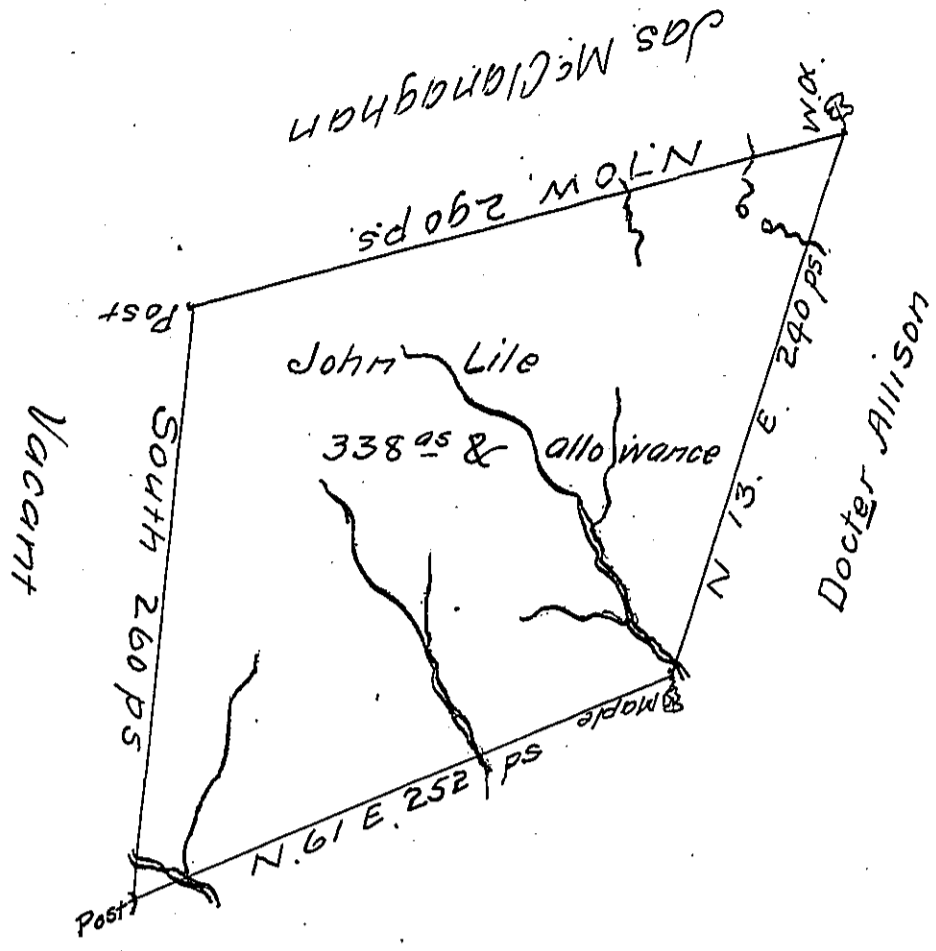 Jas. McClanaghan
W.O.
N.70 W. 290 ps.
Post
John Lile
338 as & allowance
N 13. E. 240 ps.
Docter Allison
Vacant
South 260 ps
Maple
N. 61 E. 252 ps
Post